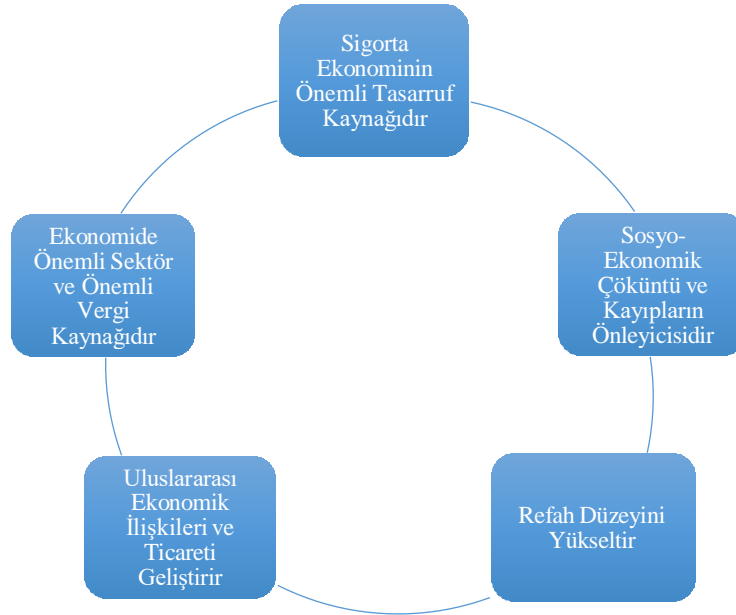 Sigorta
Ekonominin
Önemli Tasarruf
Kaynağıdır
Sosyo-
Ekonomik
Çöküntü ve
Kayıpların
Önleyicisidir
Refah Düzeyini
Yükseltir
Uluslararası
Ekonomik
İlişkileri ve
Ticareti
Geliştirir
Ekonomide
Önemli Sektör
ve Önemli
Vergi
Kaynağıdır